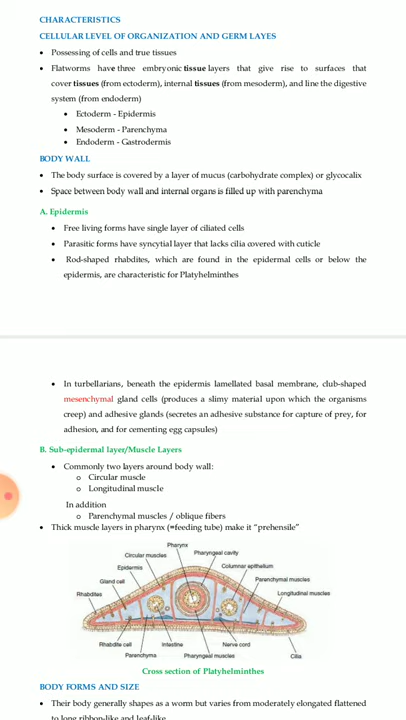 CHARACTERISTICS
CELLULAR LEVEL OF ORGANIZATION AND GERM LAYES
• Possessing of cells and true tissues
• Flatworms have three embryonic tissue layers that give rise to surfaces that
cover tissues (from ectoderm), internal tissues (from mesoderm), and line the digestive
system (from endoderm)
• Ectoderm - Epidermis
• Mesoderm - Parenchyma
• Endoderm - Gastrodermis
BODY WALL
• The body surface is covered by a layer of mucus (carbohydrate complex) or glycocalix
• Space between body wall and internal organs is filled up with parenchyma
A. Epidermis
• Free living forms have single layer of ciliated cells
• Parasitic forms have syncytial layer that lacks cilia covered with cuticle
• Rod-shaped rhabdites, which are found in the epidermal cells or below the
epidermis, are characteristic for Platyhelminthes
• In turbellarians, beneath the epidermis lamellated basal membrane, club-shaped
mesenchymal gland cells (produces a slimy material upon which the organisms
creep) and adhesive glands (secretes an adhesive substance for capture of prey, for
adhesion, and for cementing egg capsules)
B. Sub-epidermal layer/Muscle Layers
• Commonly two layers around body wall:
o Circular muscle
o Longitudinal muscle
In addition
o Parenchymal muscles / oblique fibers
• Thick muscle layers in pharynx (=feeding tube) make it "prehensile"
Pharynx
Circular muscles
Pharyngeal cavity
Epidermis
Columnar epithelium
Gland cell
Parenchymal muscles
Rhabdites
Longitudinal muscles
Rhabdite cell
Intestine
Nerve cord
Parenchyma
Pharyngeal muscles
Cilia
Cross section of Platyhelminthes
BODY FORMS AND SIZE
• Their body generally shapes as a worm but varies from moderately elongated flattened
to long ribbon-like and leaf-like